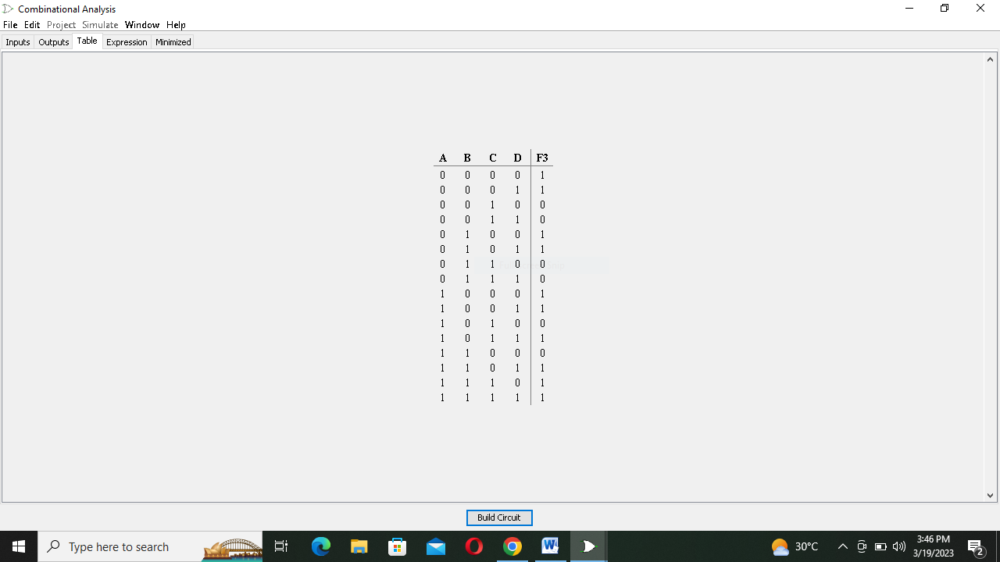 Combinational Analysis
File Edit Project Simulate Window Help
Inputs Outputs Table Expression Minimized
A B C D F3
0 0 0 0 1
0 0 0 1 1
0 0 1 0 0
0 0 1 1 0
0 1 0 0 1
0 1 0 1 1
0 1 1 0 0
0 1 1 1 0
1 0 0 0 1
1 0 0 1 1
1 0 1 0 0
1 0 1 1 1
1 1 0 0 0
1 1 0 1 1
1 1 1 0 1
1 1 1 1 1
Build Circuit
Type here to search
30°C
3:46 PM
3/19/2023
2